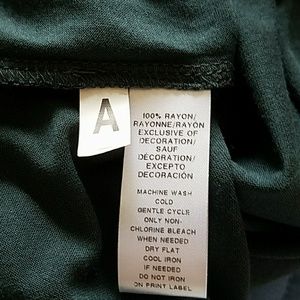 A
100% RAYON/
RAYONNE/RAYÓN
EXCLUSIVE OF
DECORATION/
SAUF
DÉCORATION/
EXCEPTO
DECORACIÓN
MACHINE WASH
COLD
GENTLE CYCLE
ONLY NON-
CHLORINE BLEACH
WHEN NEEDED
DRY FLAT
COOL IRON
IF NEEDED
DO NOT IRON
ON PRINT LABEL